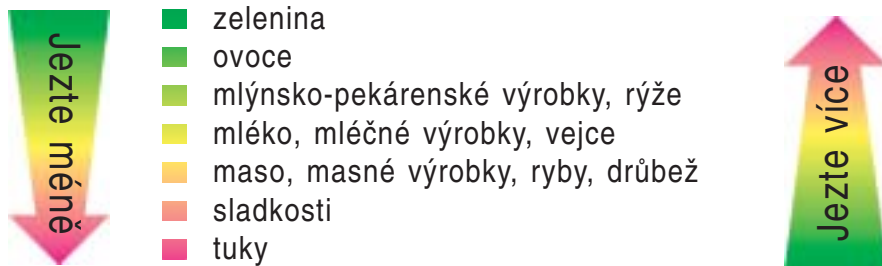 Jezte méně
zelenina
ovoce
mlýnsko-pekárenské výrobky, rýže
mléko, mléčné výrobky, vejce
maso, masné výrobky, ryby, drůbež
sladkosti
tuky
Jezte více